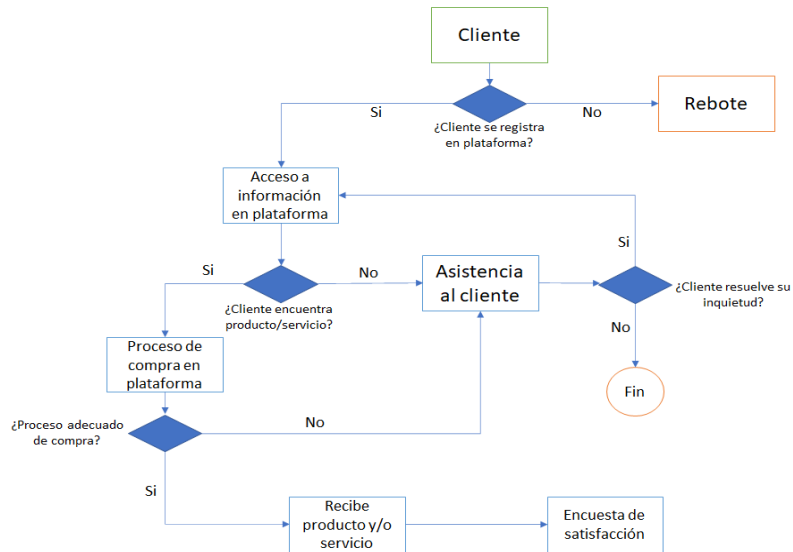 Cliente
Si
No
Rebote
¿Cliente se registra
en plataforma?
Acceso a
información
en plataforma
Si
Si
No
Asistencia
al cliente
¿Cliente resuelve su
inquietud?
¿Cliente encuentra
producto/servicio?
No
Proceso de
compra en
plataforma
Fin
¿Proceso adecuado
de compra?
No
Si
Recibe
producto y/o
servicio
Encuesta de
satisfacción